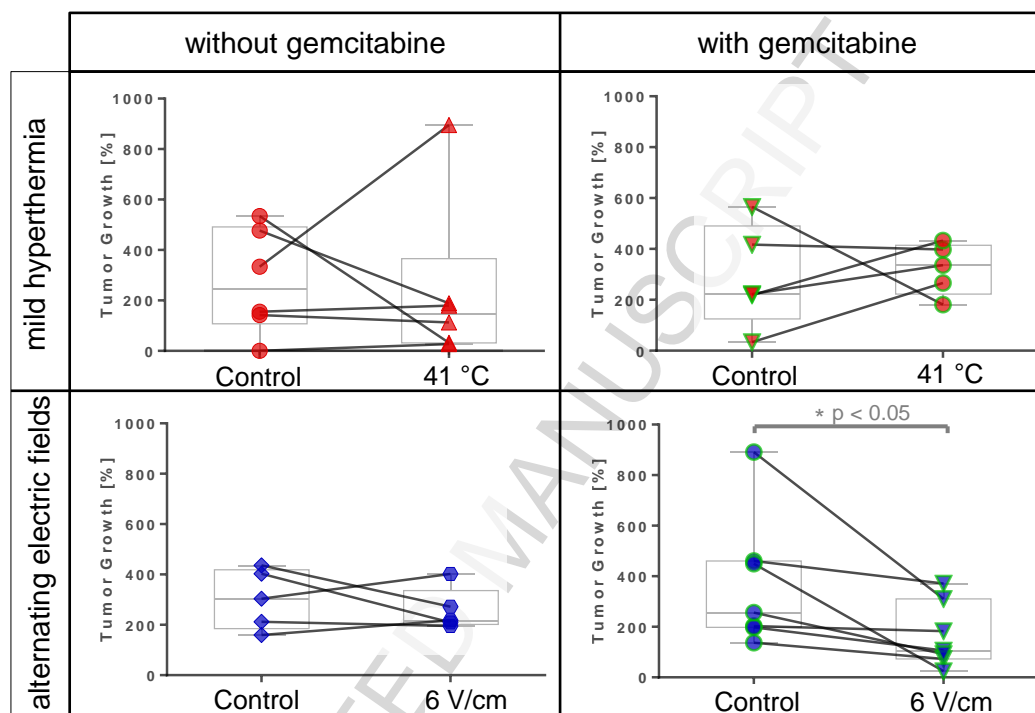 without gemcitabine
with gemcitabine
mild hyperthermia
Tumor Growth [%]
1000
800
600
400
200
0
Control
41 °C
Tumor Growth [%]
1000
800
600
400
200
0
Control
41 °C
alternating electric fields
Tumor Growth [%]
1000
800
600
400
200
0
Control
6 V/cm
Tumor Growth [%]
1000
800
600
400
200
0
* p < 0.05
Control
6 V/cm
TED MANUSCRIPT